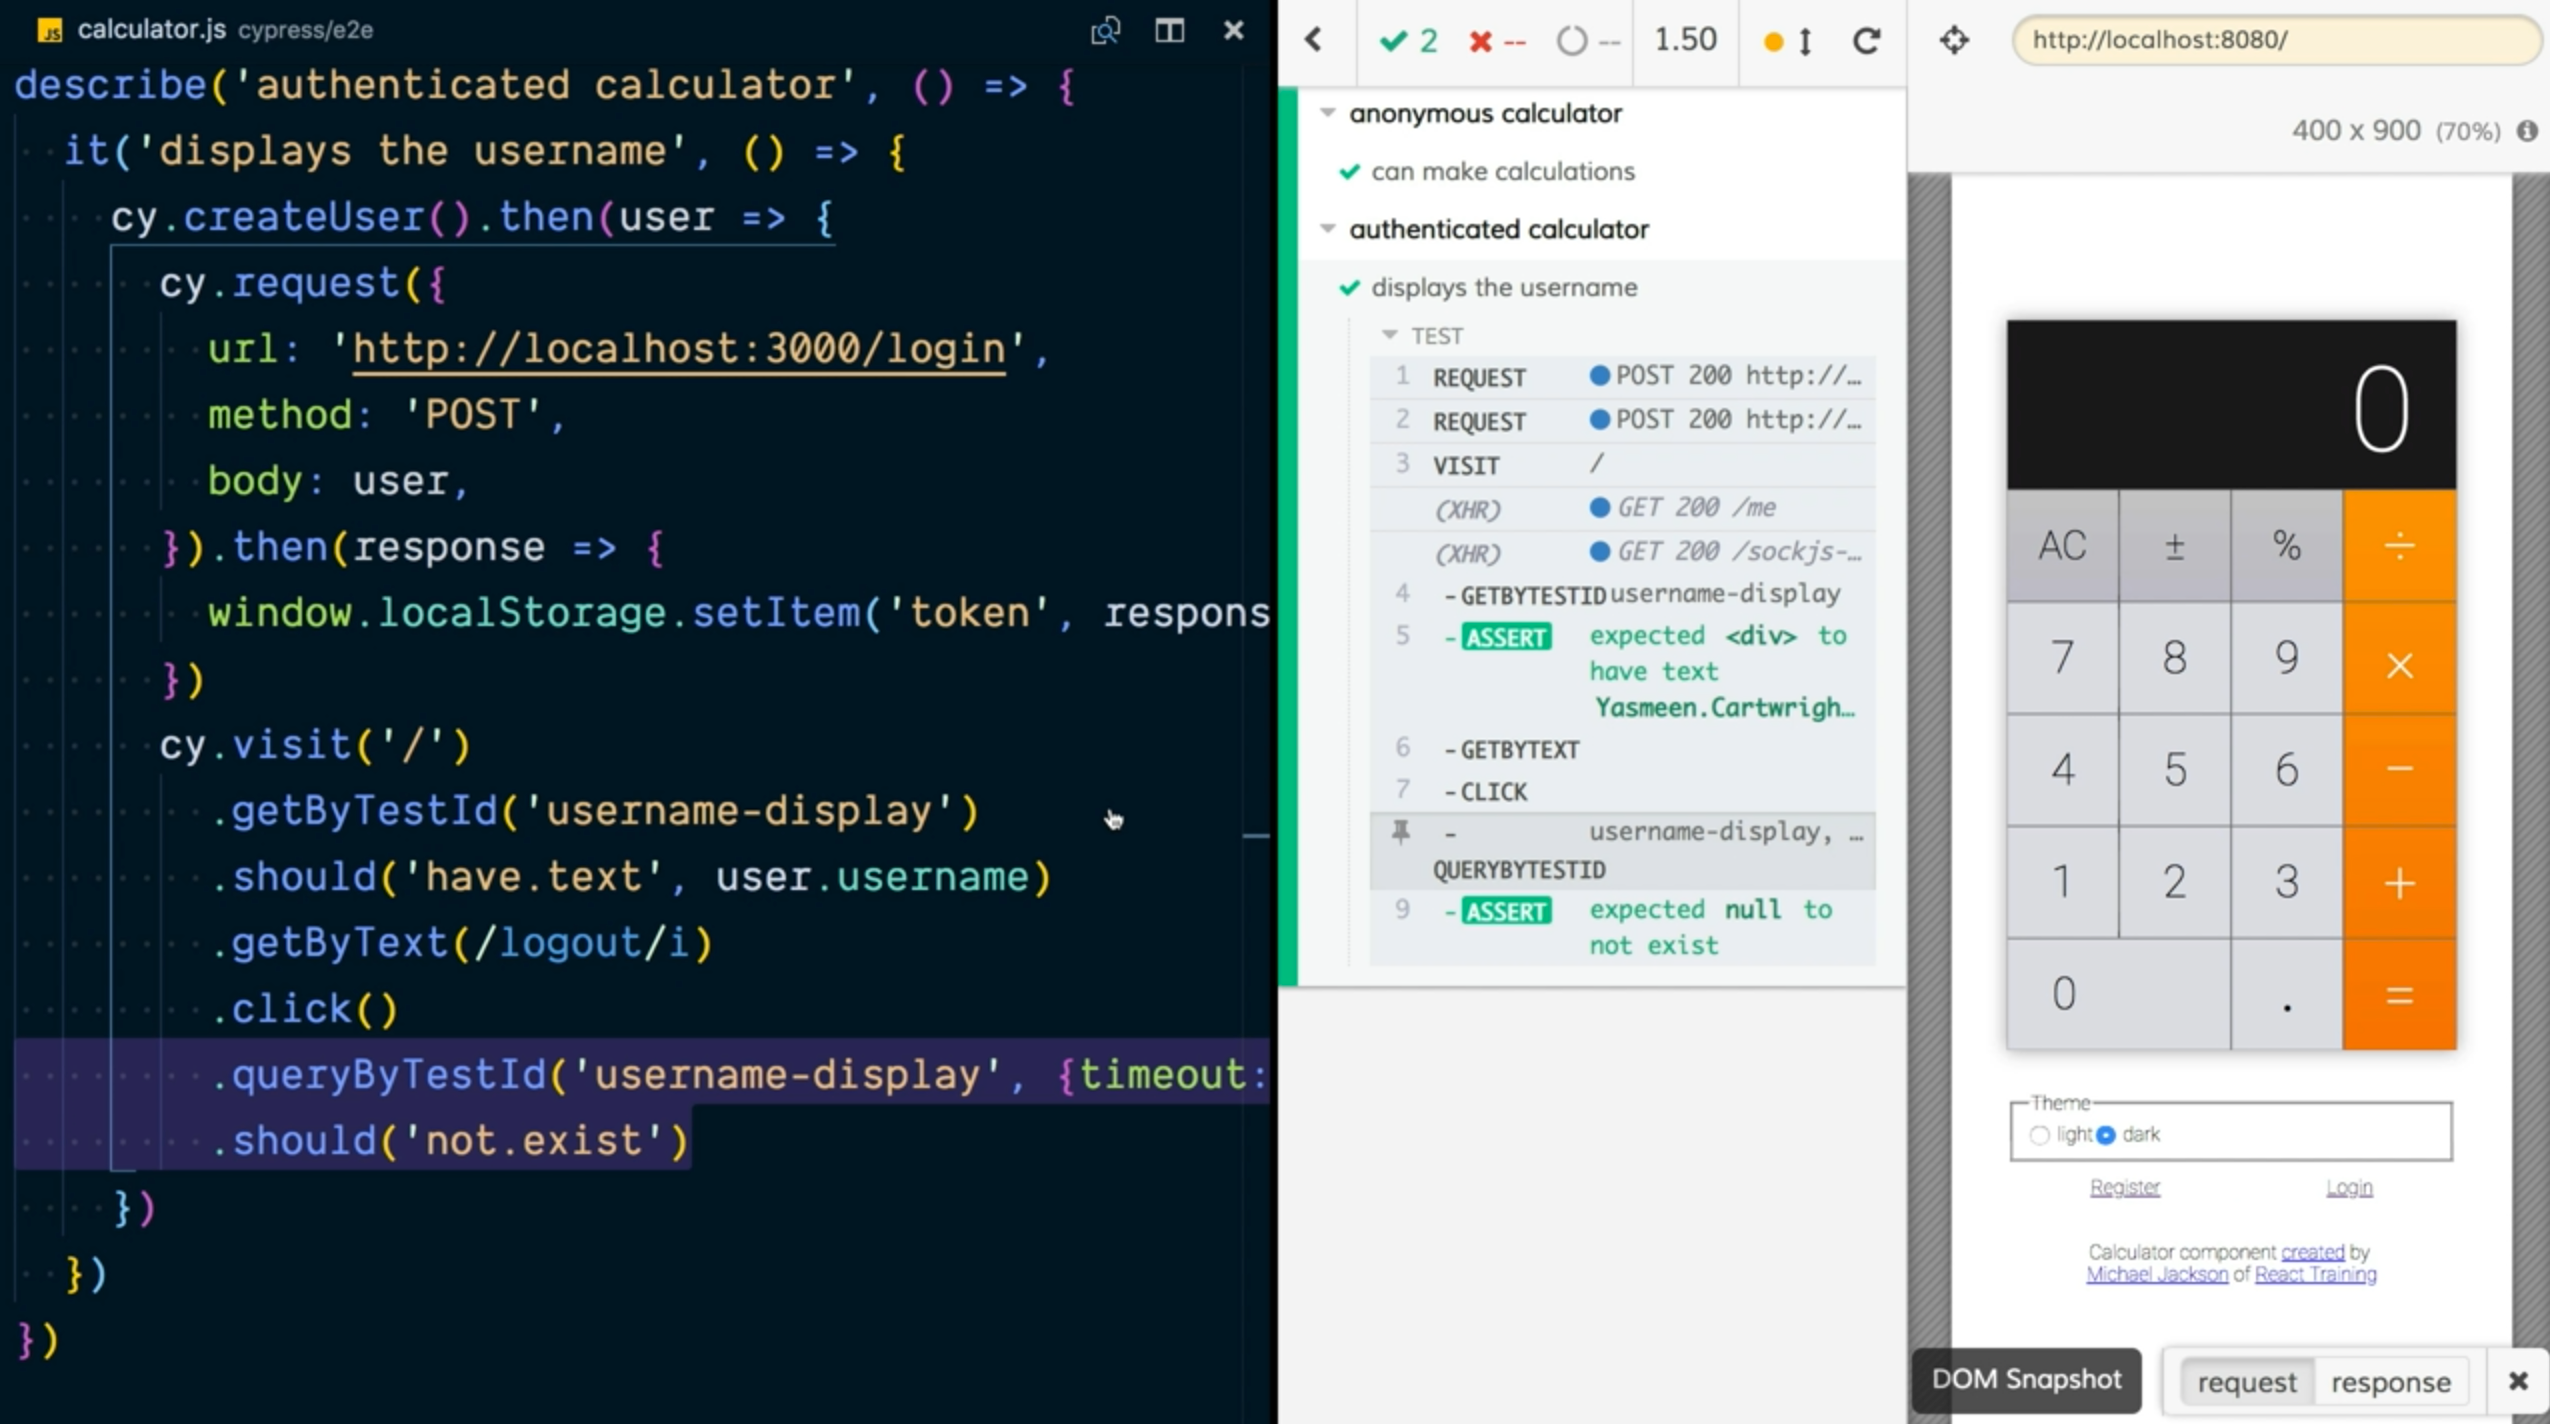 calculator.js cypress/e2e
describe('authenticated calculator', () => {
it('displays the username', () => {
cy.createUser().then(user => {
cy.request({
url: 'http://localhost:3000/login',
method: 'POST',
body: user,
}).then(response => {
window.localStorage.setItem('token', respons
})
cy.visit('/')
.getByTestId('username-display')
.should('have.text', user.username)
.getByText(/logout/i)
.click()
.queryByTestId('username-display', {timeout:
.should('not.exist')
})
})
})
2 -- -- 1.50
anonymous calculator
can make calculations
authenticated calculator
displays the username
TEST
1 REQUEST POST 200 http://…
2 REQUEST POST 200 http://…
3 VISIT /
(XHR) GET 200 /me
(XHR) GET 200 /sockjs-…
4 -GETBYTESTID username-display
5 -ASSERT expected <div> to
have text
Yasmeen.Cartwrigh…
6 -GETBYTEXT
7 -CLICK
- username-display, …
QUERYBYTESTID
9 -ASSERT expected null to
not exist
http://localhost:8080/
400 x 900 (70%)
0
AC ± % ÷
7 8 9 ×
4 5 6 −
1 2 3 +
0 . =
Theme
light dark
Register Login
Calculator component created by
Michael Jackson of React Training
DOM Snapshot request response